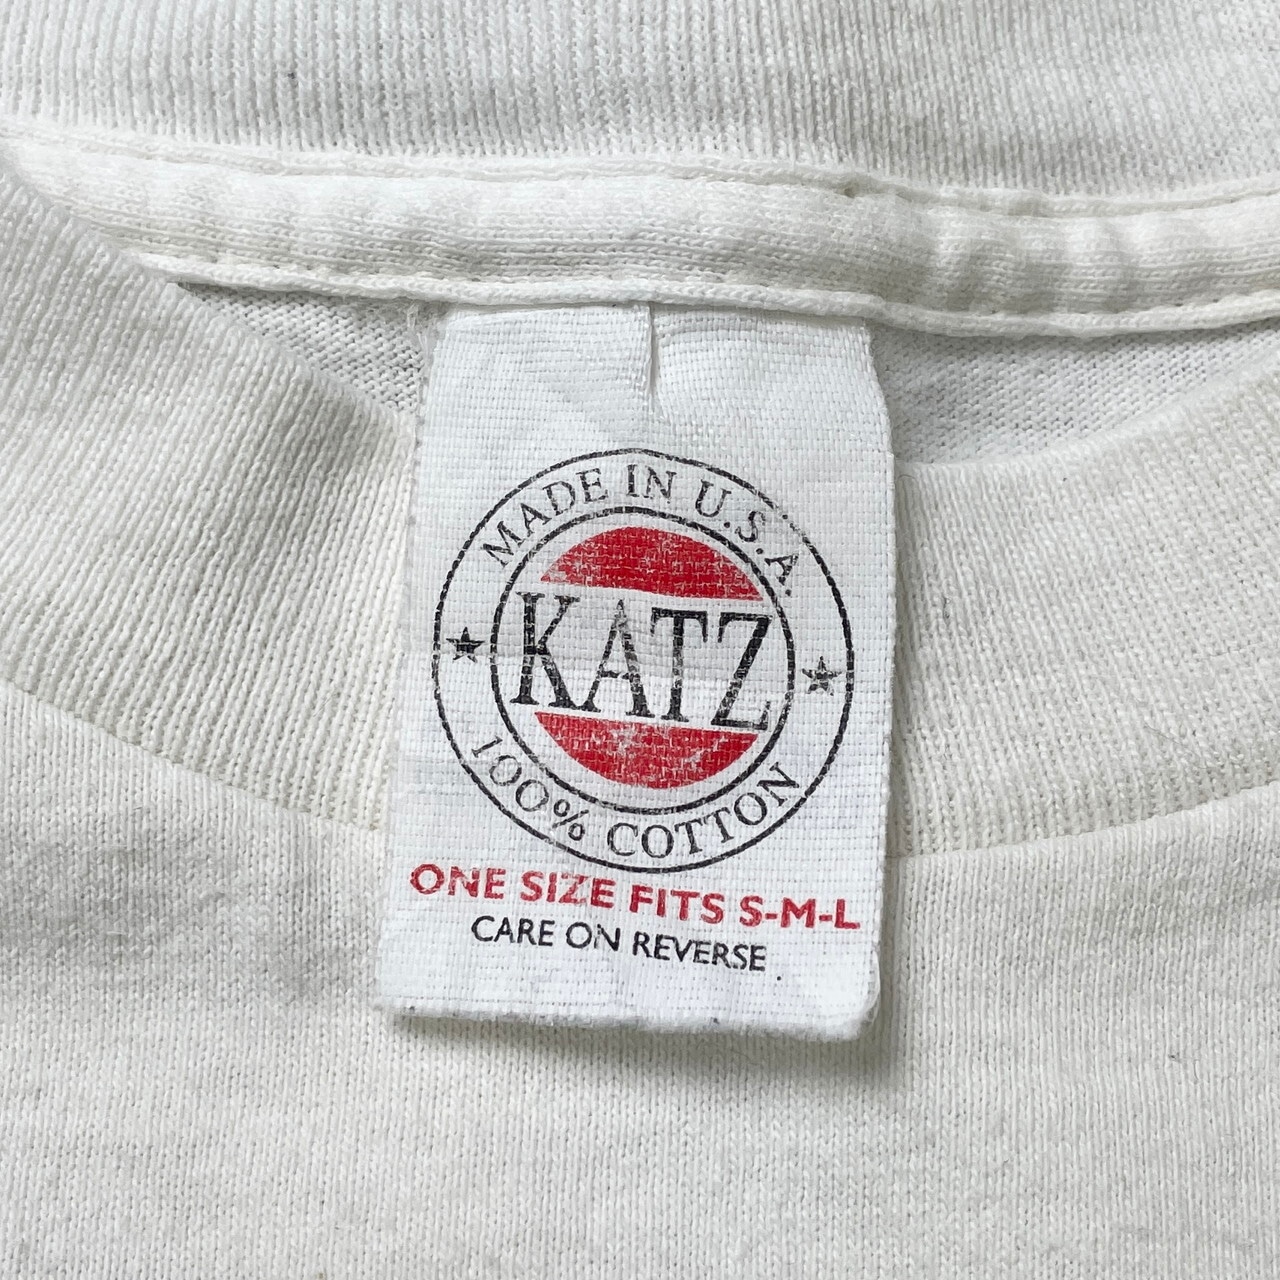 MADE IN U.S.A.
KATZ
100% COTTON
ONE SIZE FITS S-M-L
CARE ON REVERSE